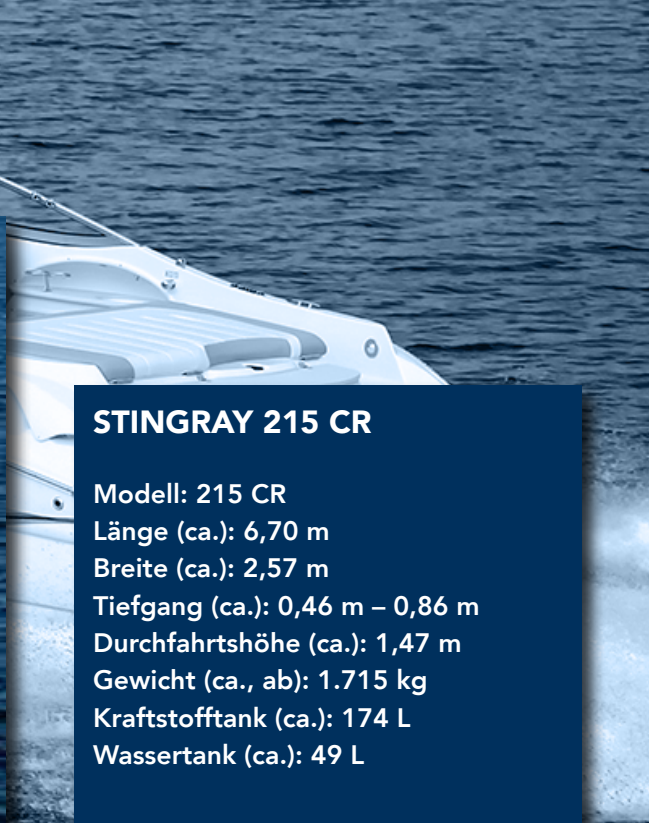 STINGRAY 215 CR
Modell: 215 CR
Länge (ca.): 6,70 m
Breite (ca.): 2,57 m
Tiefgang (ca.): 0,46 m – 0,86 m
Durchfahrtshöhe (ca.): 1,47 m
Gewicht (ca., ab): 1.715 kg
Kraftstofftank (ca.): 174 L
Wassertank (ca.): 49 L